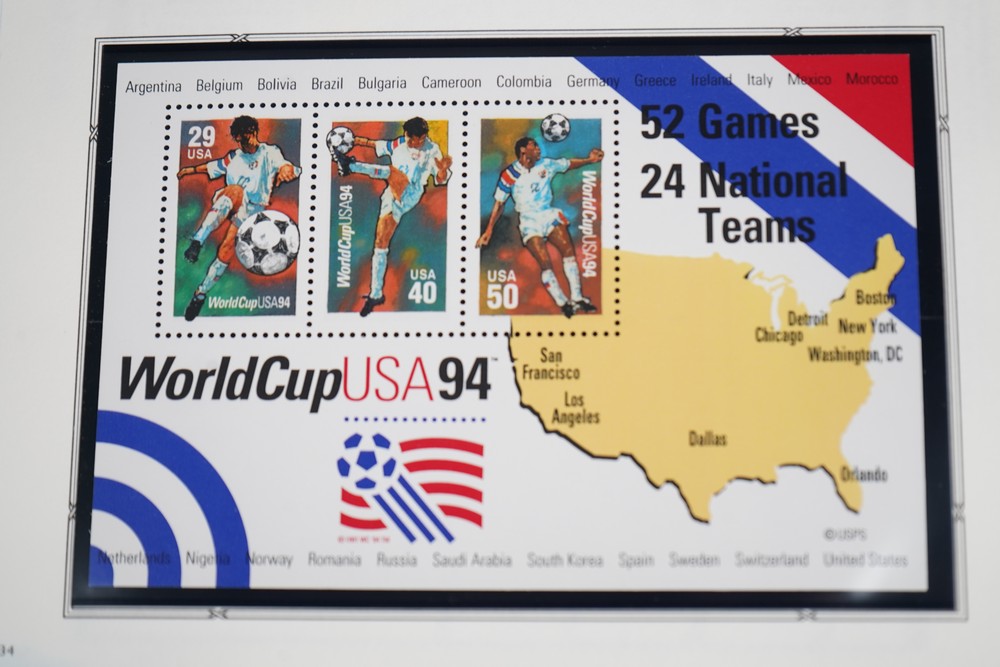 Argentina Belgium Bolivia Brazil Bulgaria Cameroon Colombia Germany Greece Ireland Italy Mexico Morocco
52 Games
24 National
Teams
29
USA
WorldCupUSA94
WorldCupUSA94
USA
40
WorldCupUSA94
USA
50
WorldCupUSA94™
San
Francisco
Los
Angeles
Dallas
Chicago
Detroit
Boston
New York
Washington, DC
Orlando
©USPS
Netherlands Nigeria Norway Romania Russia Saudi Arabia South Korea Spain Sweden Switzerland United States
34